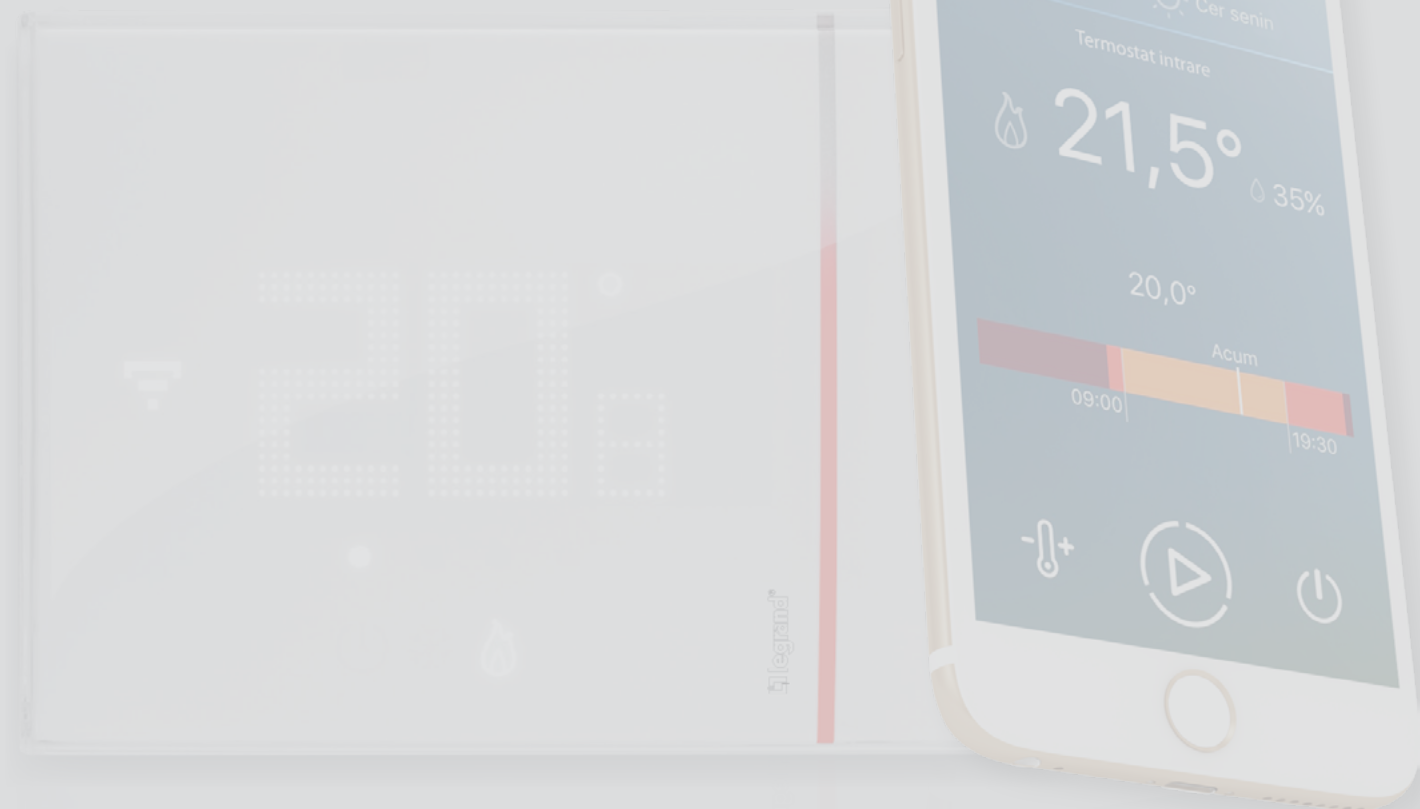 20.
legrand
Cer senin
Termostat intrare
21,5°
35%
20,0°
Acum
09:00
19:30